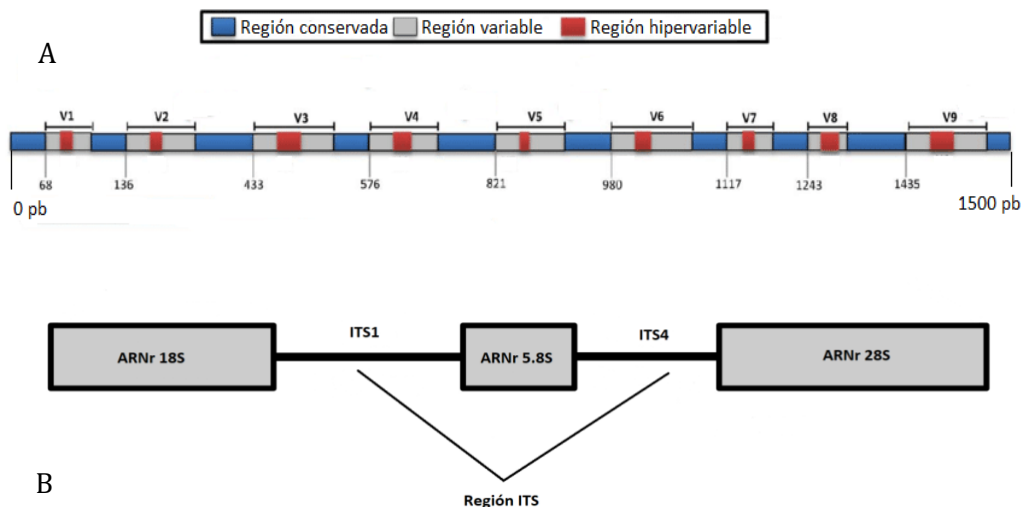 Región conservada Región variable Región hipervariable
A
V1 V2 V3 V4 V5 V6 V7 V8 V9
68 136 433 576 821 980 1117 1243 1435
0 pb 1500 pb
ITS1 ITS4
ARNr 18S ARNr 5.8S ARNr 28S
B
Región ITS